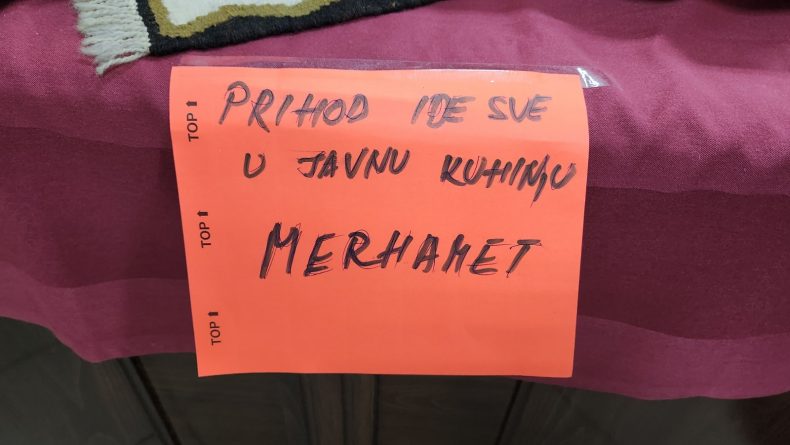 PRIHOD IDE SVE
U JAVNU KUHINJU
MERHAMET
TOP
TOP
TOP